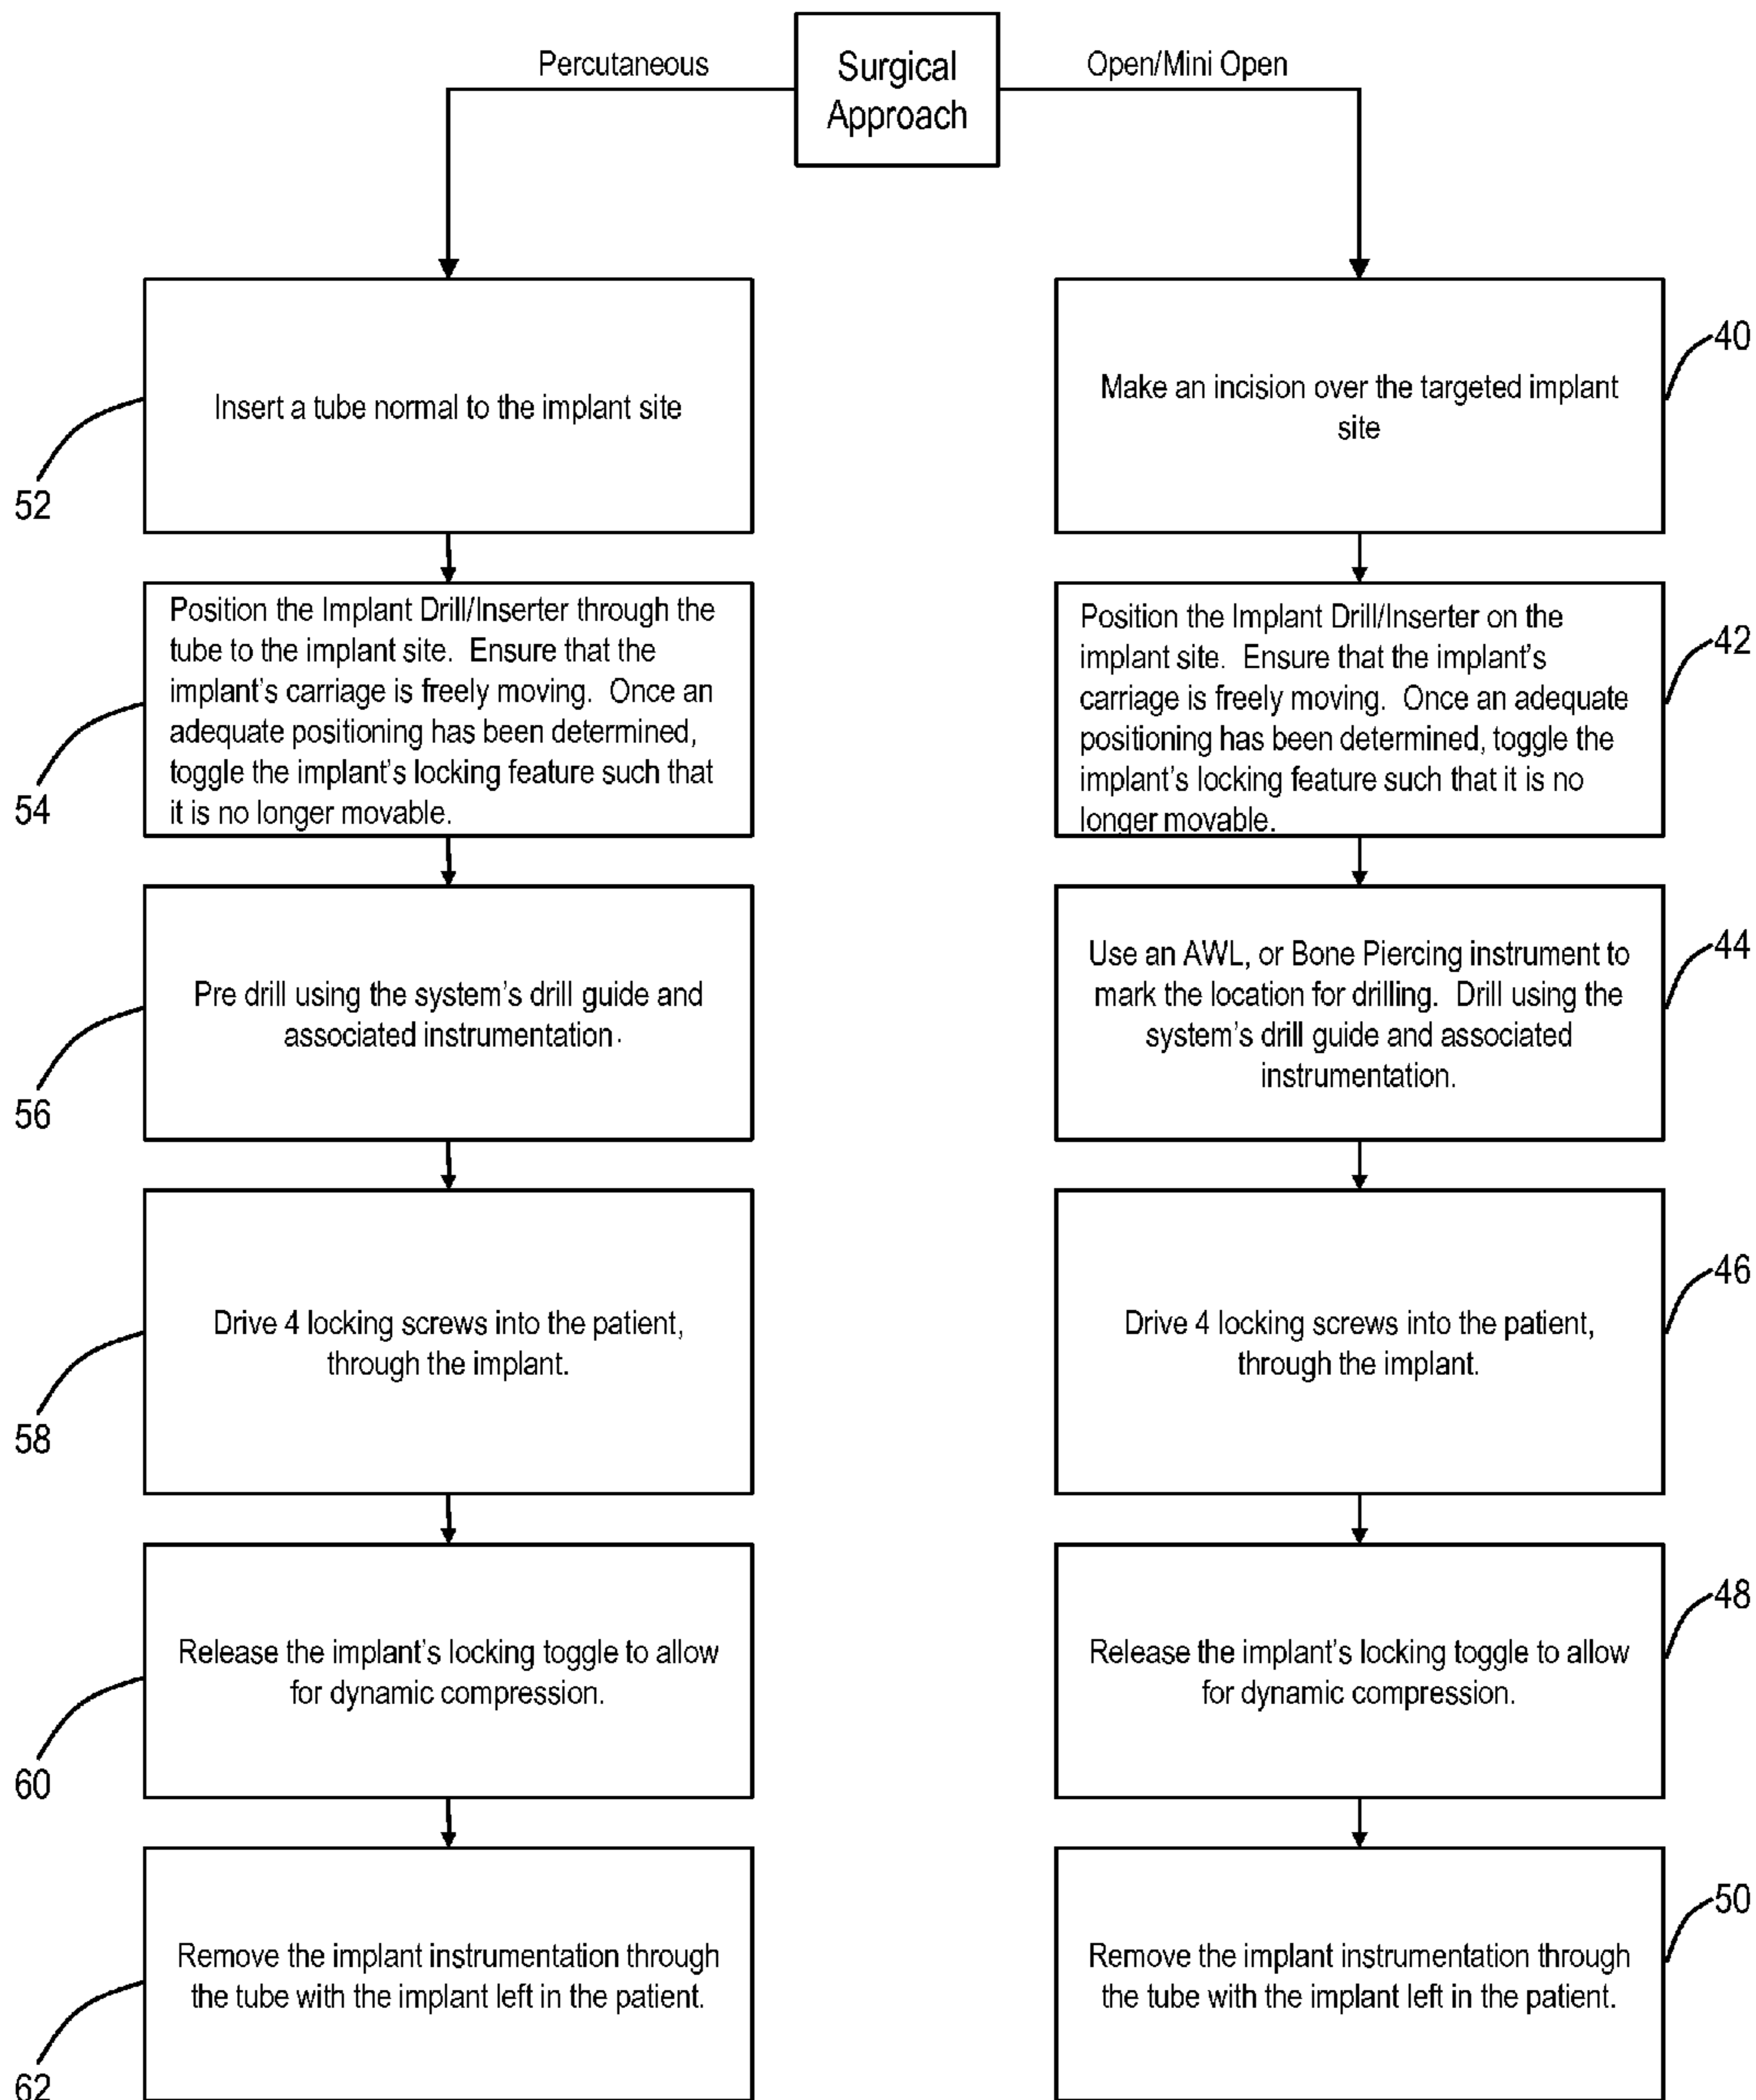 Surgical
Approach
Percutaneous
Open/Mini Open
Insert a tube normal to the implant site
52
Position the Implant Drill/Inserter through the
tube to the implant site. Ensure that the
implant's carriage is freely moving. Once an
adequate positioning has been determined,
toggle the implant's locking feature such that
it is no longer movable.
54
Pre drill using the system's drill guide and
associated instrumentation.
56
Drive 4 locking screws into the patient,
through the implant.
58
Release the implant's locking toggle to allow
for dynamic compression.
60
Remove the implant instrumentation through
the tube with the implant left in the patient.
62
Make an incision over the targeted implant
site
40
Position the Implant Drill/Inserter on the
implant site. Ensure that the implant's
carriage is freely moving. Once an adequate
positioning has been determined, toggle the
implant's locking feature such that it is no
longer movable.
42
Use an AWL, or Bone Piercing instrument to
mark the location for drilling. Drill using the
system's drill guide and associated
instrumentation.
44
Drive 4 locking screws into the patient,
through the implant.
46
Release the implant's locking toggle to allow
for dynamic compression.
48
Remove the implant instrumentation through
the tube with the implant left in the patient.
50